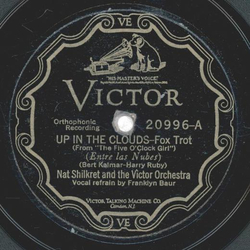 VE
"HIS MASTER'S VOICE"
VICTOR
Orthophonic
Recording
20996-A
UP IN THE CLOUDS-Fox Trot
(From "The Five O'Clock Girl")
(Entre las Nubes)
(Bert Kalmar-Harry Ruby)
Nat Shilkret and the Victor Orchestra
Vocal refrain by Franklyn Baur
VICTOR TALKING MACHINE CO.
Camden, N.J.
VE